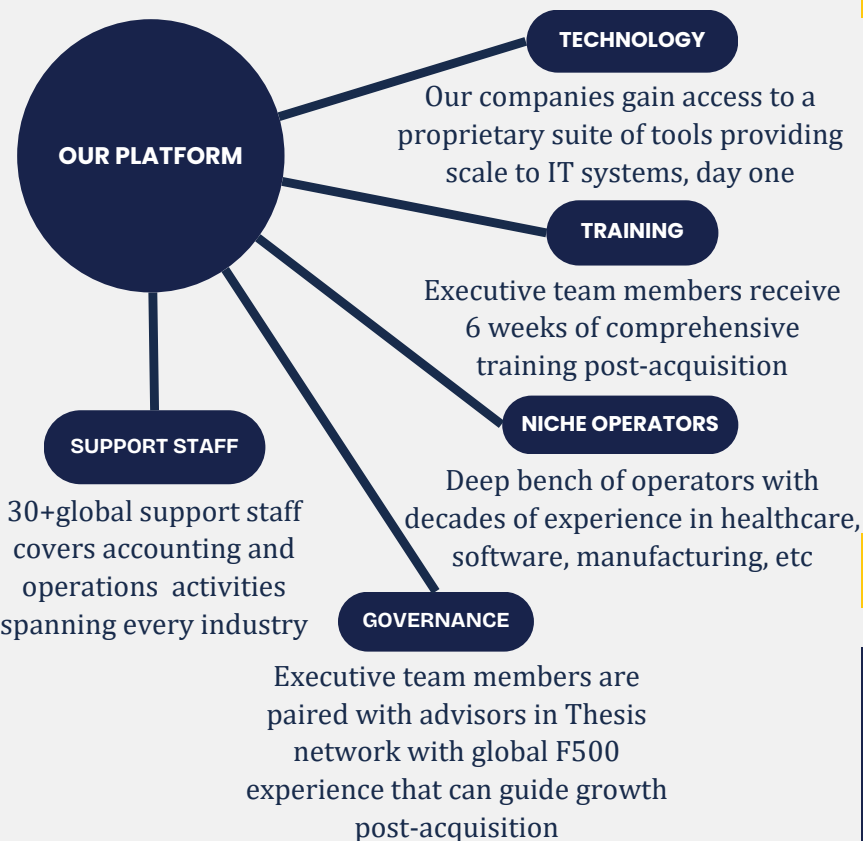 OUR PLATFORM
TECHNOLOGY
Our companies gain access to a
proprietary suite of tools providing
scale to IT systems, day one
TRAINING
Executive team members receive
6 weeks of comprehensive
training post-acquisition
NICHE OPERATORS
Deep bench of operators with
decades of experience in healthcare,
software, manufacturing, etc
SUPPORT STAFF
30+global support staff
covers accounting and
operations  activities
spanning every industry
GOVERNANCE
Executive team members are
paired with advisors in Thesis
network with global F500
experience that can guide growth
post-acquisition